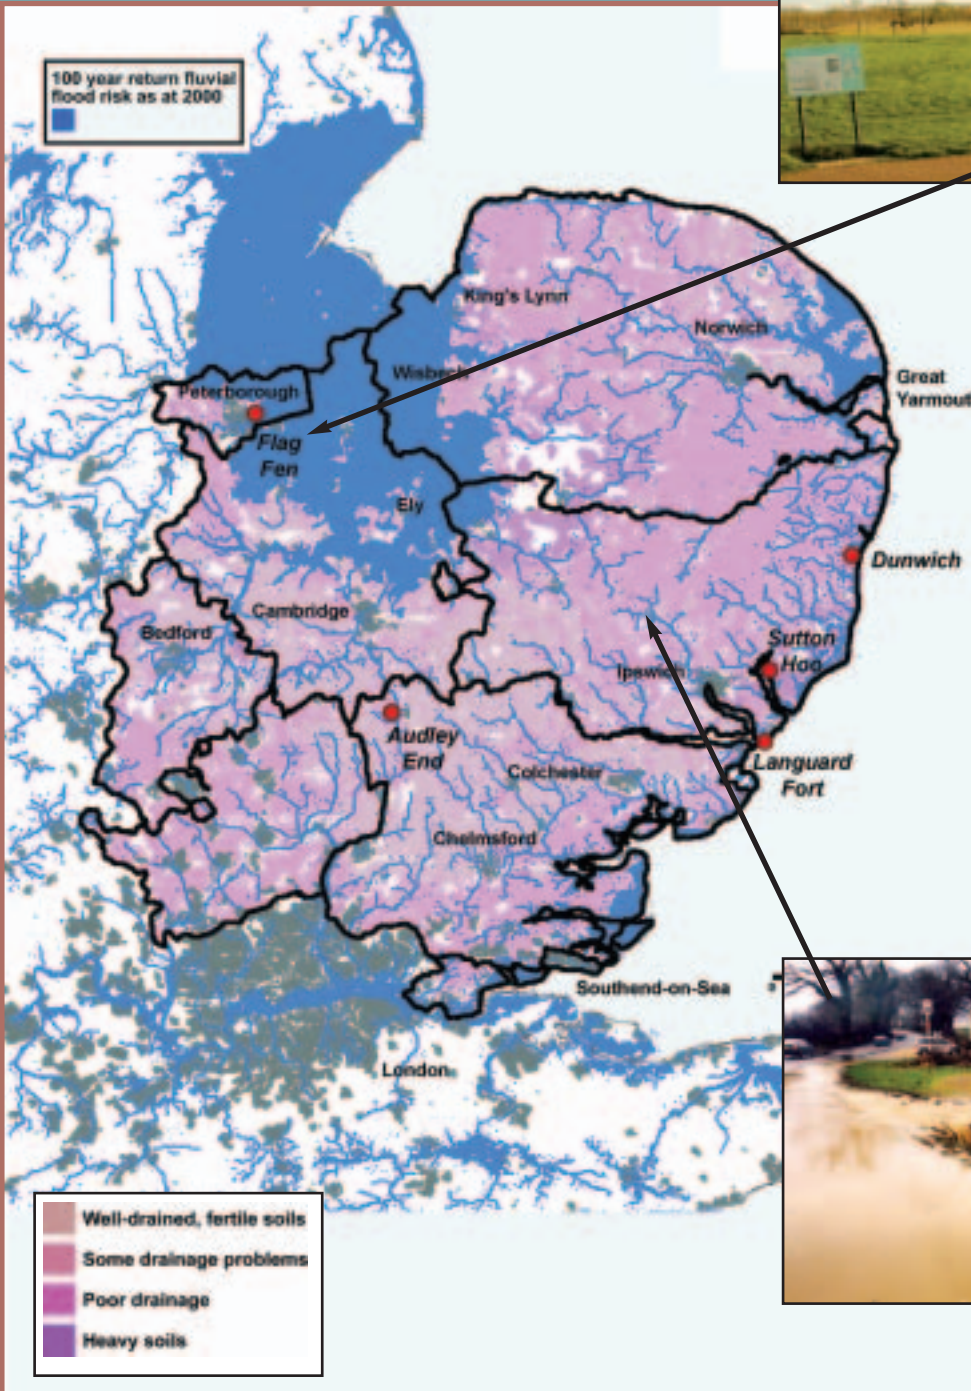 100 year return fluvial
flood risk as at 2000
King's Lynn
Norwich
Wisbech
Great
Yarmout
Peterborough
Flag
Fen
Ely
Dunwich
Cambridge
Bedford
Sutton
Hoo
Ipswich
Audley
End
Languard
Fort
Colchester
Chelmsford
Southend-on-Sea
London
Well-drained, fertile soils
Some drainage problems
Poor drainage
Heavy soils